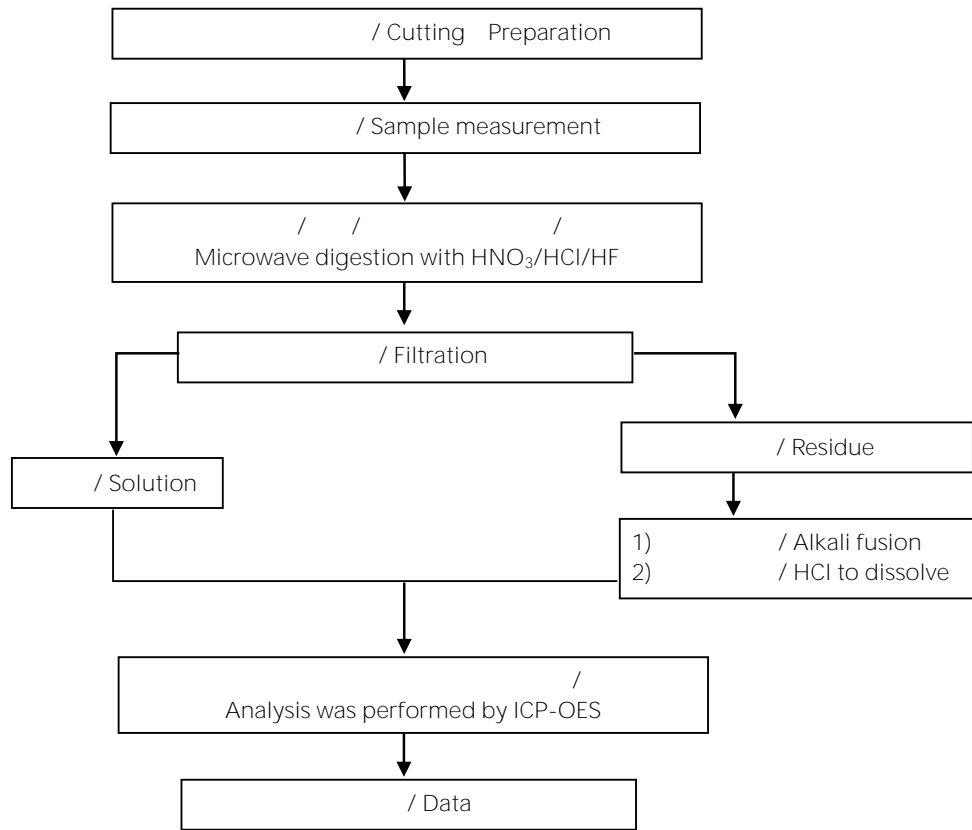 / Cutting Preparation
/ Sample measurement
/ / /
Microwave digestion with HNO₃/HCl/HF
/ Filtration
/ Residue
/ Solution
1) / Alkali fusion
2) / HCl to dissolve
/
Analysis was performed by ICP-OES
/ Data